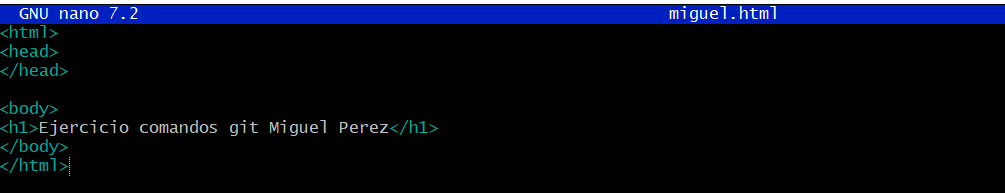 GNU nano 7.2 miguel.html
<html>
<head>
</head>
<body>
<h1>Ejercicio comandos git Miguel Perez</h1>
</body>
</html>